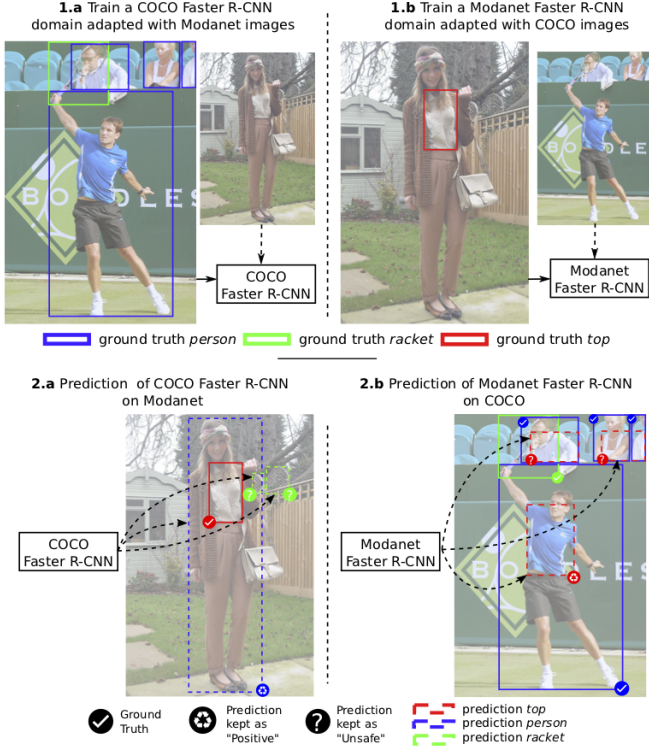 1.a Train a COCO Faster R-CNN
domain adapted with Modanet images
1.b Train a Modanet Faster R-CNN
domain adapted with COCO images
BOODLES
COCO
Faster R-CNN
Modanet
Faster R-CNN
ground truth person
ground truth racket
ground truth top
2.a Prediction of COCO Faster R-CNN
on Modanet
2.b Prediction of Modanet Faster R-CNN
on COCO
?
?
?
?
COCO
Faster R-CNN
Modanet
Faster R-CNN
Ground
Truth
Prediction
kept as
"Positive"
?
Prediction
kept as
"Unsafe"
prediction top
prediction person
prediction racket